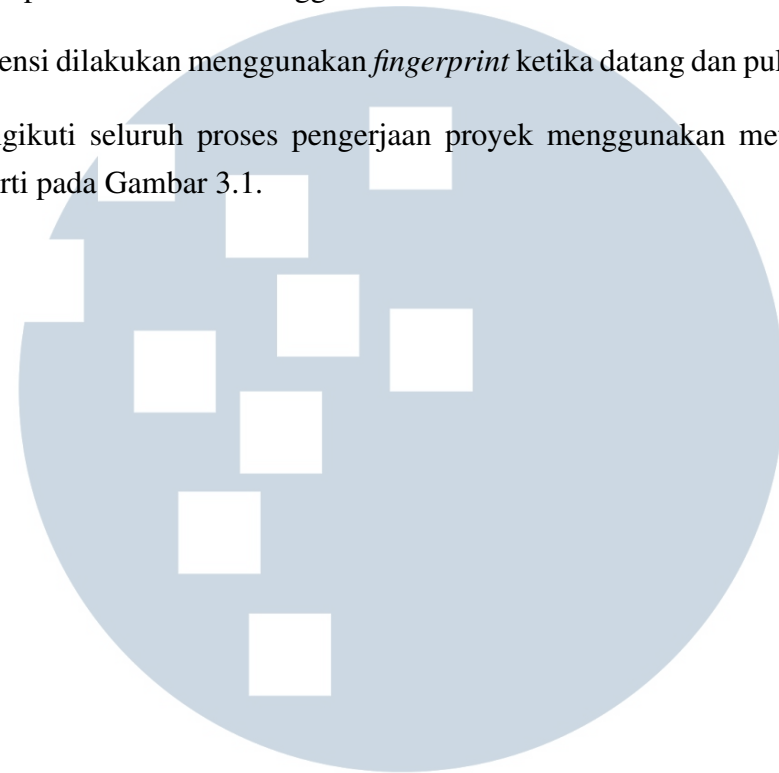 ensi dilakukan menggunakan fingerprint ketika datang dan pul
gikuti seluruh proses pengerjaan proyek menggunakan me
rti pada Gambar 3.1.